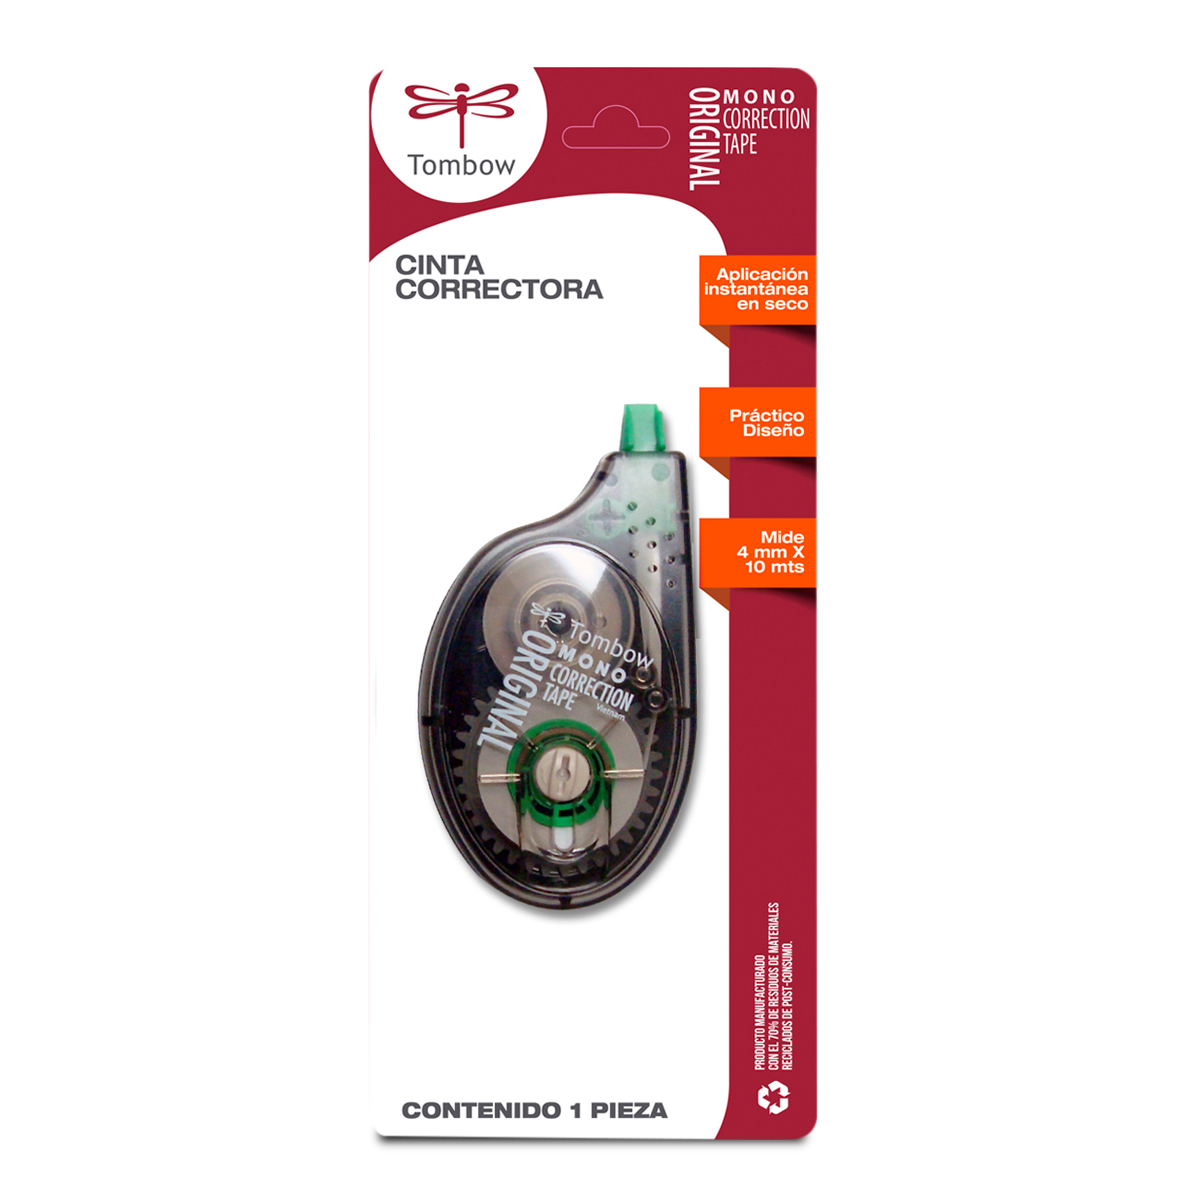 Tombow
ORIGINAL
MONO
CORRECTION
TAPE
CINTA
CORRECTORA
Aplicación
instantánea
en seco
Práctico
Diseño
Mide
4 mm X
10 mts
Tombow
ORIGINAL
MONO
CORRECTION
TAPE
Vietnam
PRODUCTO MANUFACTURADO
CON EL 70% DE RESIDUOS DE MATERIALES
RECICLADOS DE POST-CONSUMO.
CONTENIDO 1 PIEZA